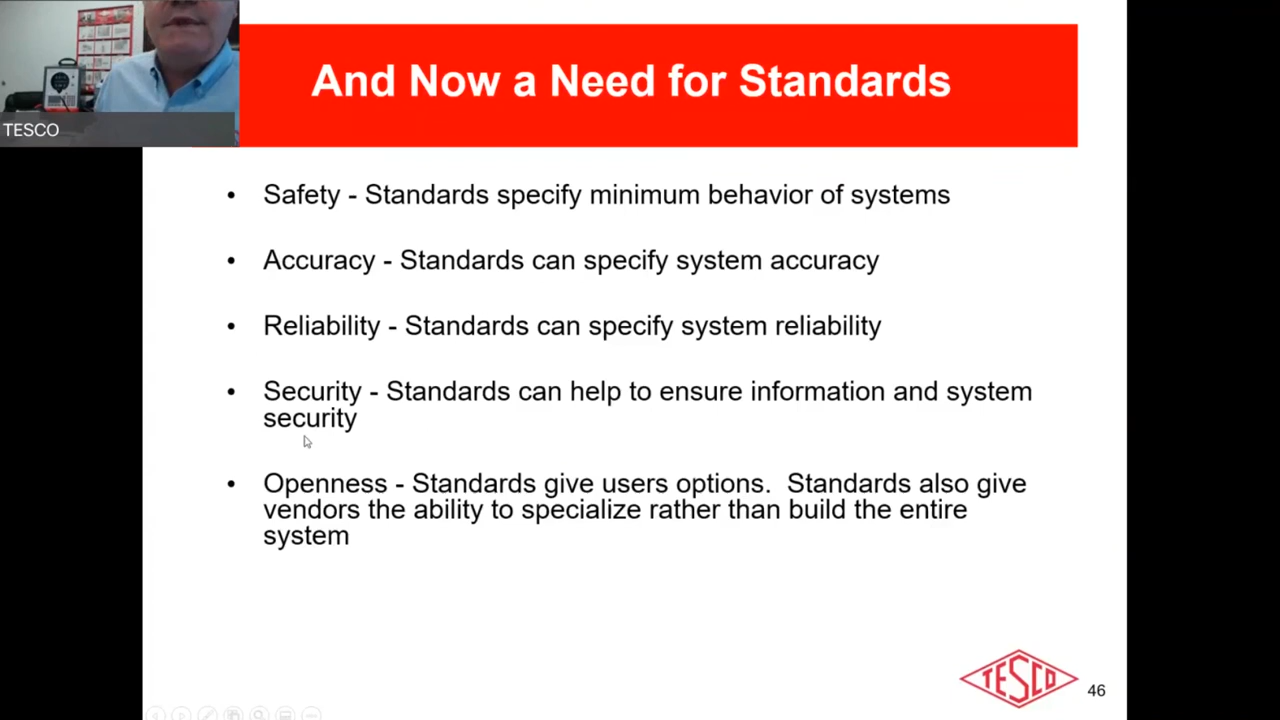 And Now a Need for Standards
TESCO
• Safety - Standards specify minimum behavior of systems
• Accuracy - Standards can specify system accuracy
• Reliability - Standards can specify system reliability
• Security - Standards can help to ensure information and system
security
• Openness - Standards give users options.  Standards also give
vendors the ability to specialize rather than build the entire
system
TESCO
46